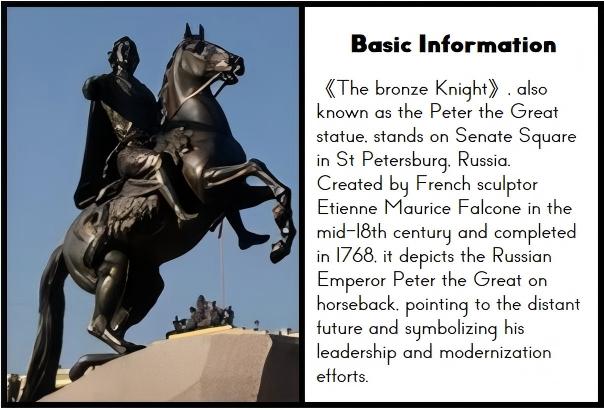 Basic Information
《The bronze Knight》, also
known as the Peter the Great
statue, stands on Senate Square
in St Petersburg, Russia.
Created by French sculptor
Etienne Maurice Falcone in the
mid-18th century and completed
in 1768, it depicts the Russian
Emperor Peter the Great on
horseback, pointing to the distant
future and symbolizing his
leadership and modernization
efforts.